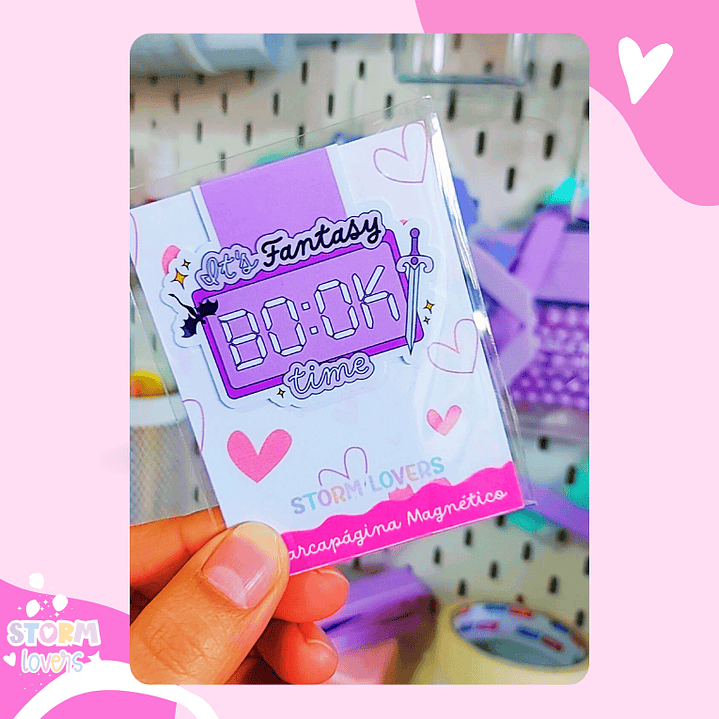 It's Fantasy
BO:OK
time
STORM LOVERS
arcapágina Magnético
STORM
lovers